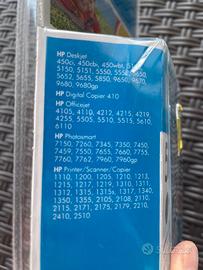 HP Deskjet
450ci, 450cbi, 450wbt,
5150, 5151, 5550, 5552,
5652, 5655, 5850, 9650, 9670,
9680, 9680gp
HP Digital Copier 410
HP Officejet
4105, 4110, 4212, 4215, 4219,
4255, 5505, 5510, 5515, 5610,
6110
HP Photosmart
7150, 7260, 7345, 7350, 7450,
7459, 7550, 7655, 7660, 7755,
7760, 7762, 7960, 7960gp
HP Printer/Scanner/Copier
1110, 1200, 1205, 1210, 1213,
1215, 1217, 1219, 1310, 1311,
1312, 1315, 1317, 1340,
1350, 1355, 2105, 2108, 2110,
2115, 2171, 2175, 2179, 2210,
2410, 2510
Subito